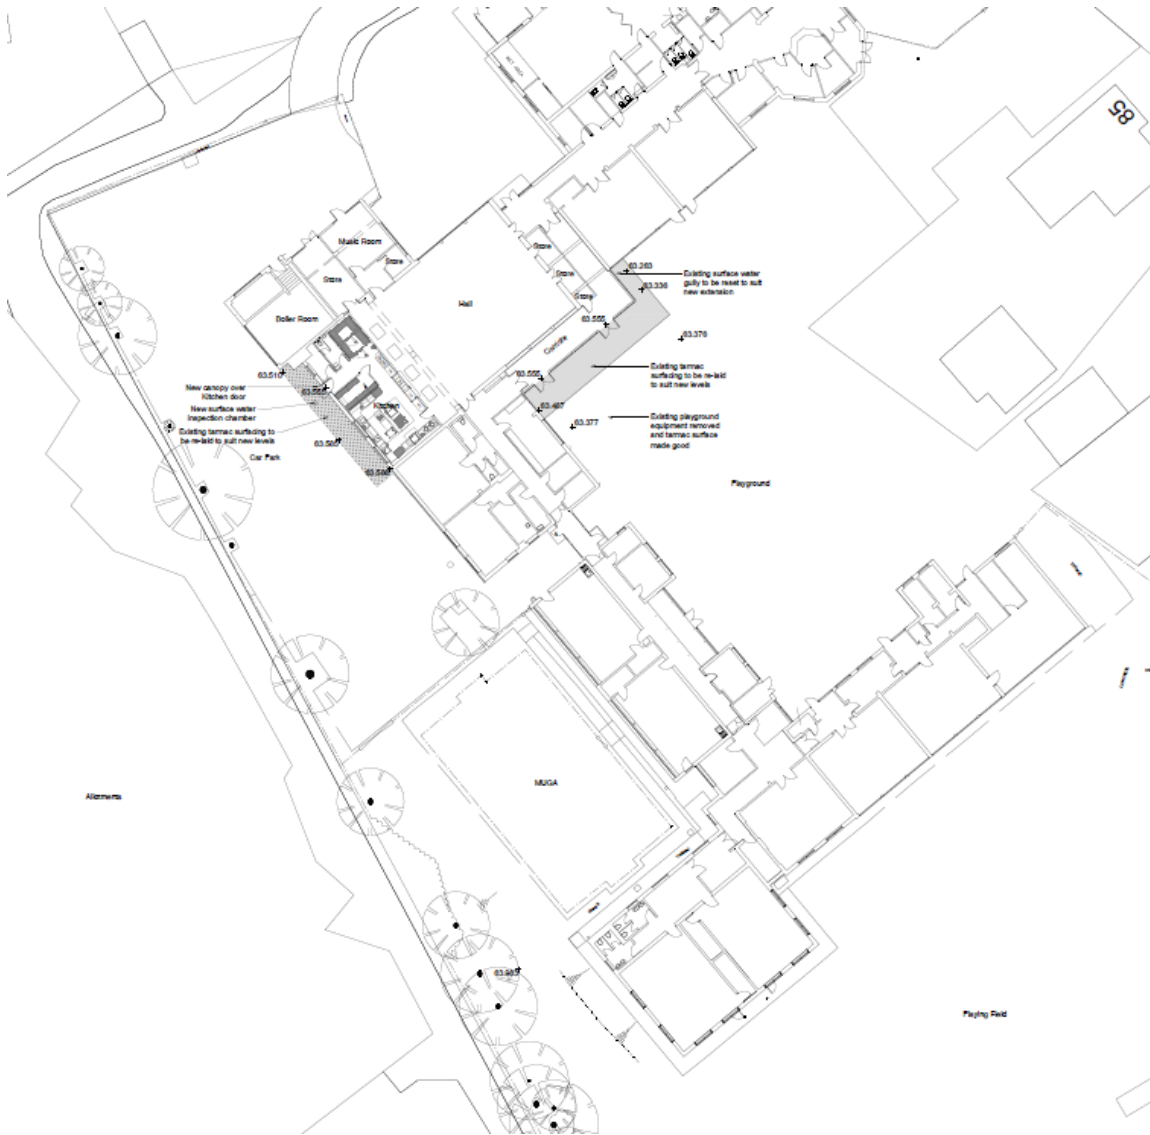 WET AREA
85
Music Room
Store
Store
Hall
Store
Store
Store
63.263
63.336
Existing surface water
gully to be reset to suit
new extension
Boiler Room
63.555
Corridor
63.376
63.510
63.555
Existing tarmac
surfacing to be re-laid
to suit new levels
New canopy over
Kitchen door
New surface water
inspection chamber
Existing tarmac surfacing to
be re-laid to suit new levels
Kitchen
63.487
63.377
Existing playground
equipment removed
and tarmac surface
made good
Car Park
Playground
MUGA
Allotments
Playing Field